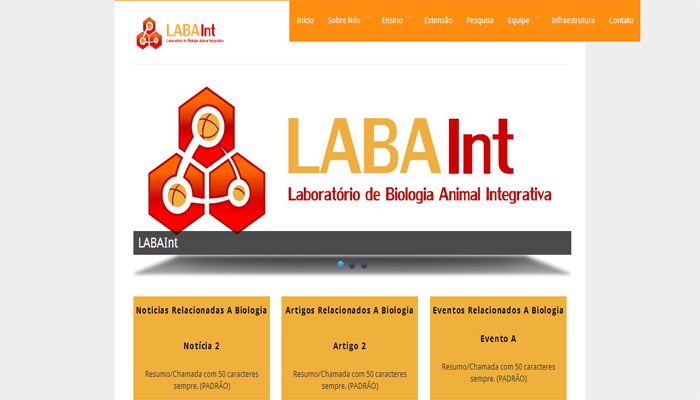 LABAInt
Laboratório de Biologia Animal Integrativa
Início Sobre Nós Ensino Extensão Pesquisa Equipe Infraestrutura Contato
LABAInt
Laboratório de Biologia Animal Integrativa
LABAInt
Notícias Relacionadas A Biologia
Notícia 2
Resumo/Chamada com 50 caracteres
sempre. (PADRÃO)
Artigos Relacionados A Biologia
Artigo 2
Resumo/Chamada com 50 caracteres
sempre. (PADRÃO)
Eventos Relacionados A Biologia
Evento A
Resumo/Chamada com 50 caracteres
sempre. (PADRÃO)